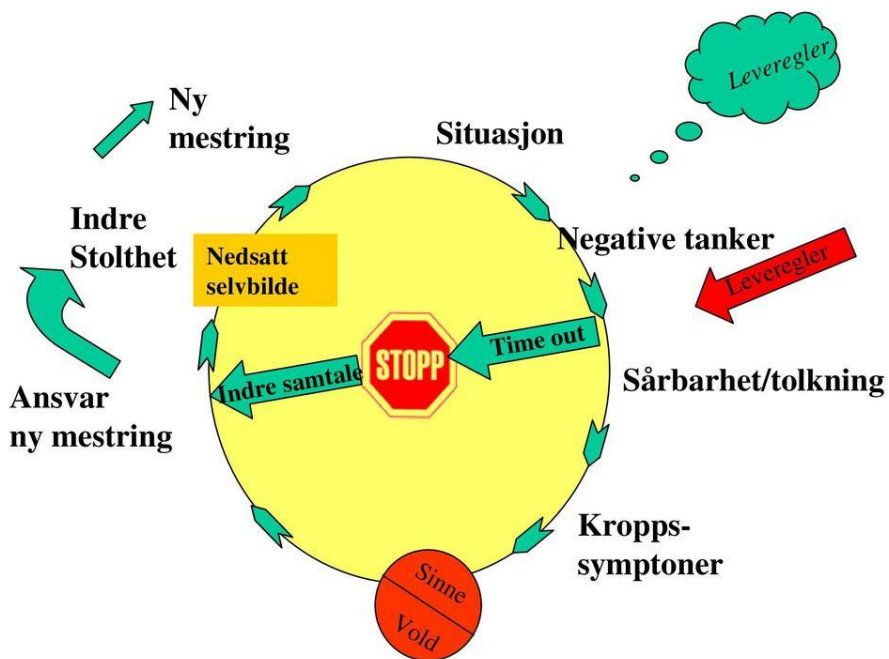 Leveregler
Ny
mestring
Situasjon
Indre
Stolthet
Nedsatt
selvbilde
Negative tanker
Leveregler
Time out
STOPP
Indre samtale
Sårbarhet/tolkning
Ansvar
ny mestring
Kropps-
symptoner
Sinne
Vold